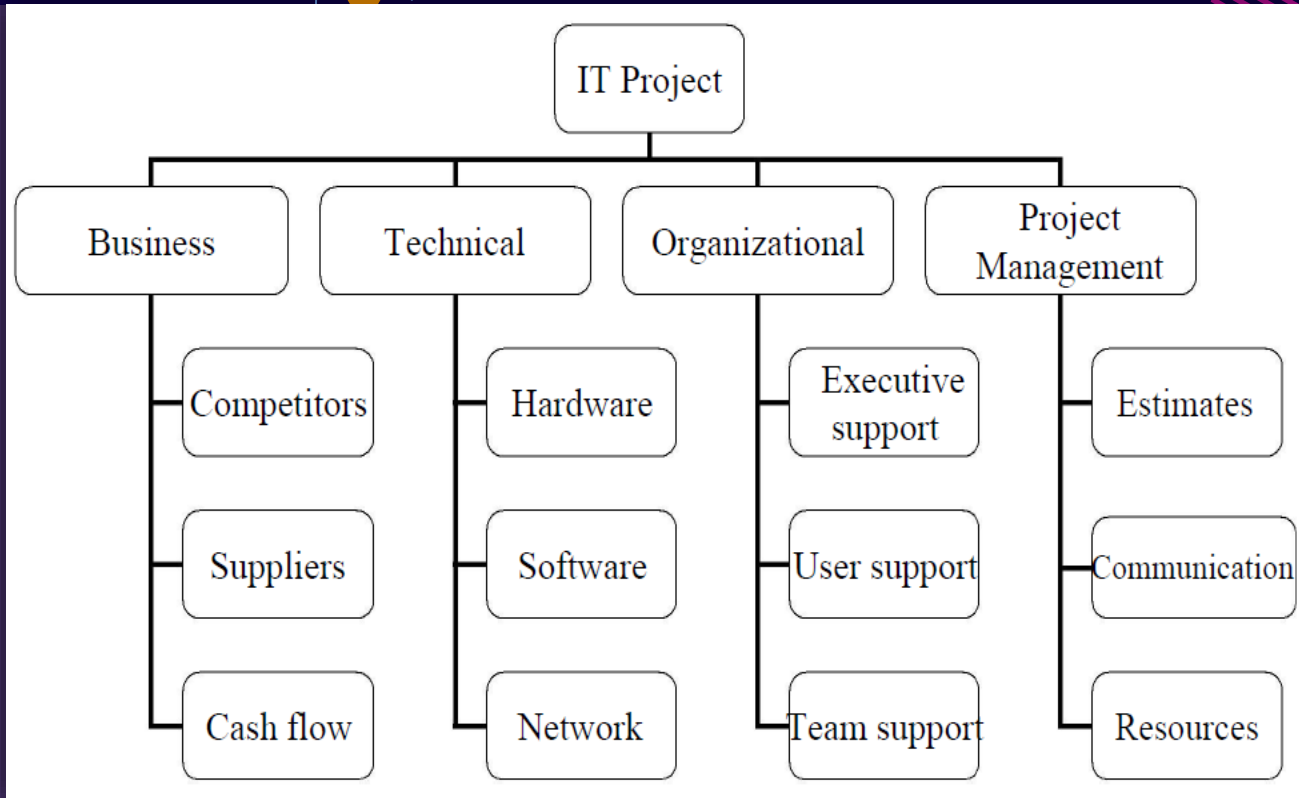 IT Project
Business
Technical
Organizational
Project
Management
Competitors
Hardware
Executive
support
Estimates
Suppliers
Software
User support
Communication
Cash flow
Network
Team support
Resources